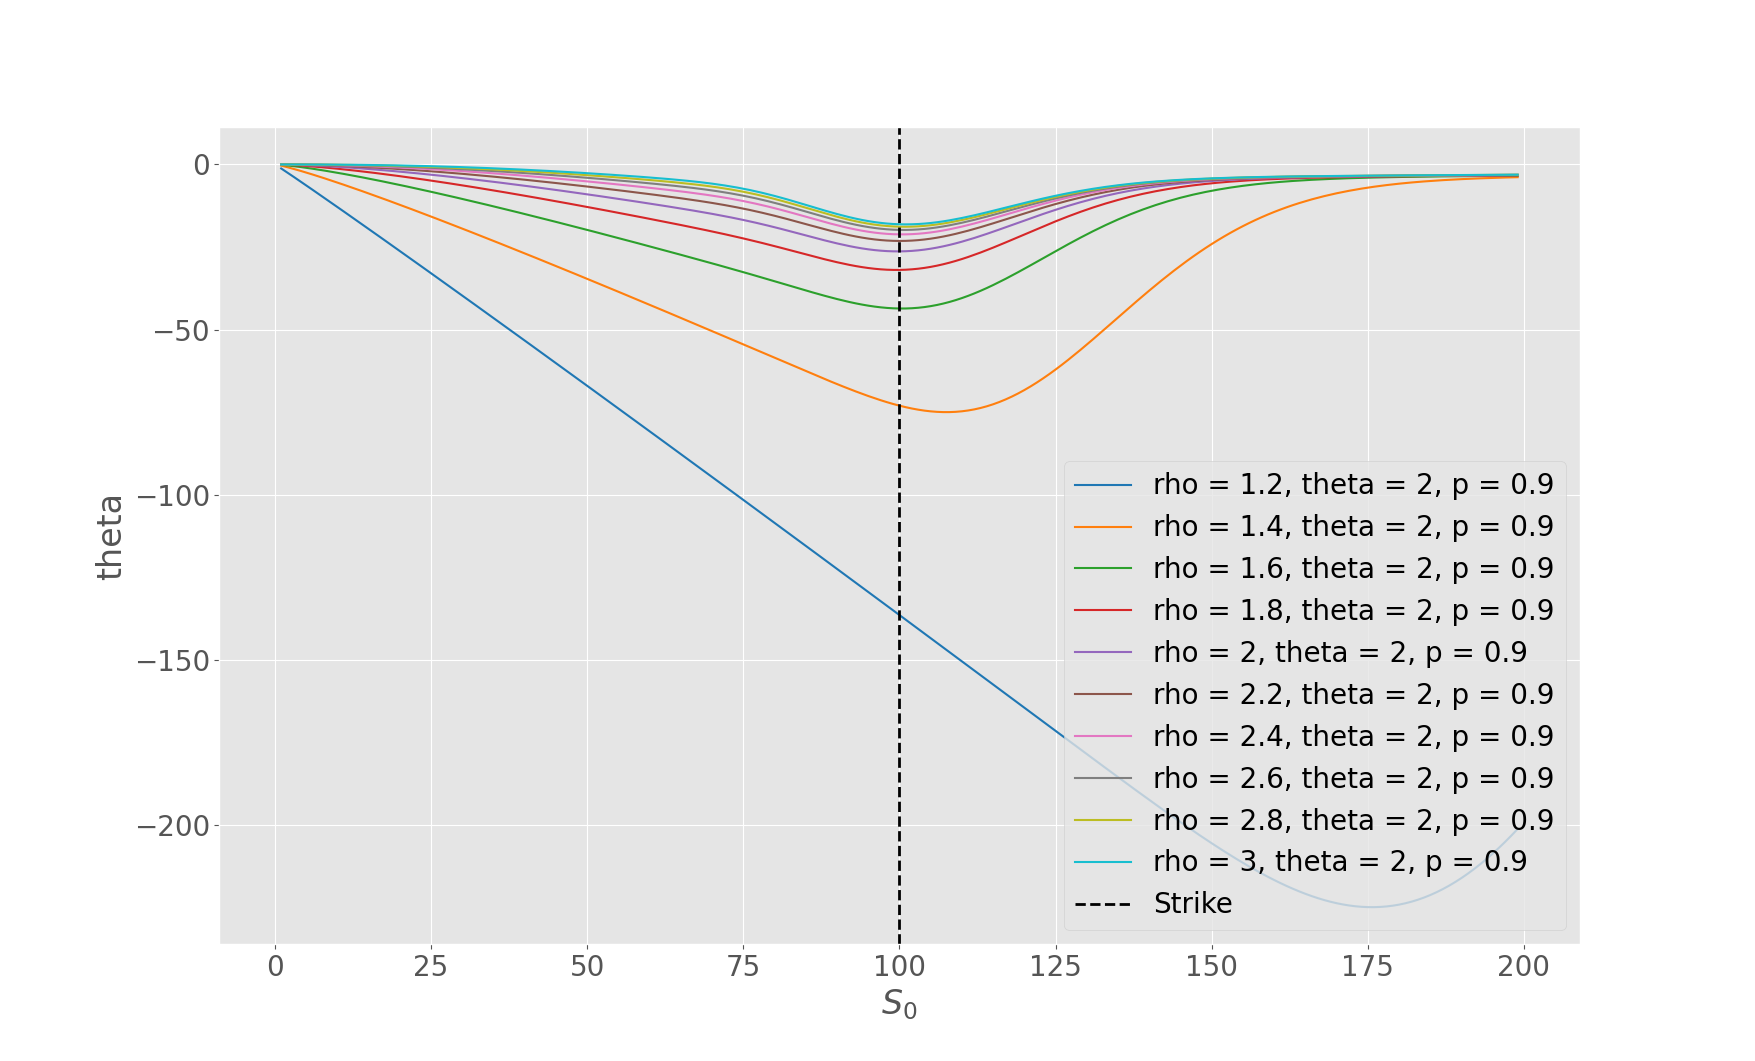 0
−50
−100
−150
−200
theta
rho = 1.2, theta = 2, p = 0.9
rho = 1.4, theta = 2, p = 0.9
rho = 1.6, theta = 2, p = 0.9
rho = 1.8, theta = 2, p = 0.9
rho = 2, theta = 2, p = 0.9
rho = 2.2, theta = 2, p = 0.9
rho = 2.4, theta = 2, p = 0.9
rho = 2.6, theta = 2, p = 0.9
rho = 2.8, theta = 2, p = 0.9
rho = 3, theta = 2, p = 0.9
Strike
0 25 50 75 100 125 150 175 200
S₀